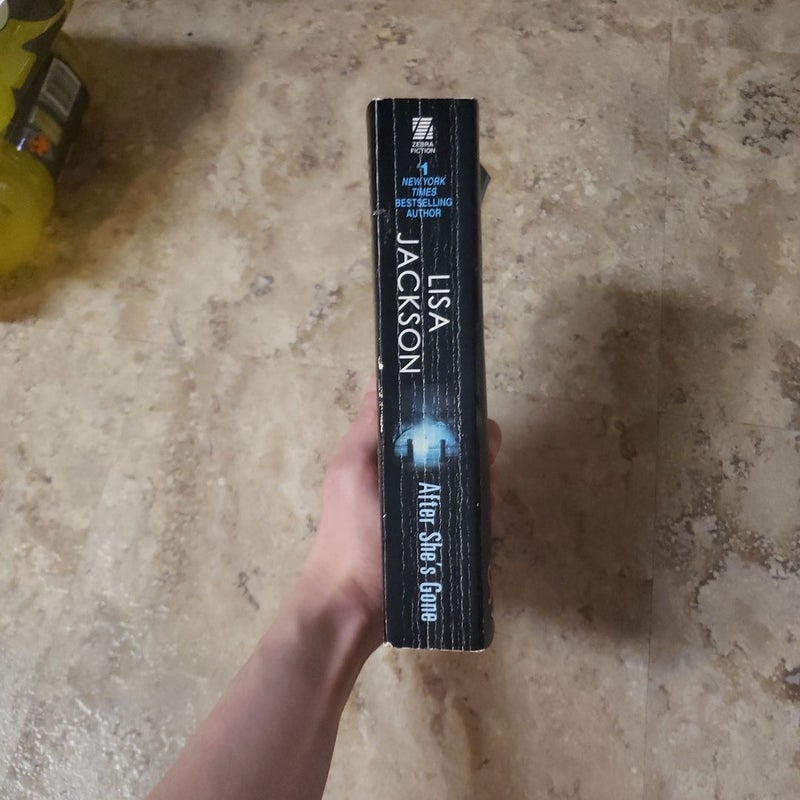 ZEBRA
FICTION
#1
NEW YORK
TIMES
BESTSELLING
AUTHOR
LISA
JACKSON
After She's Gone